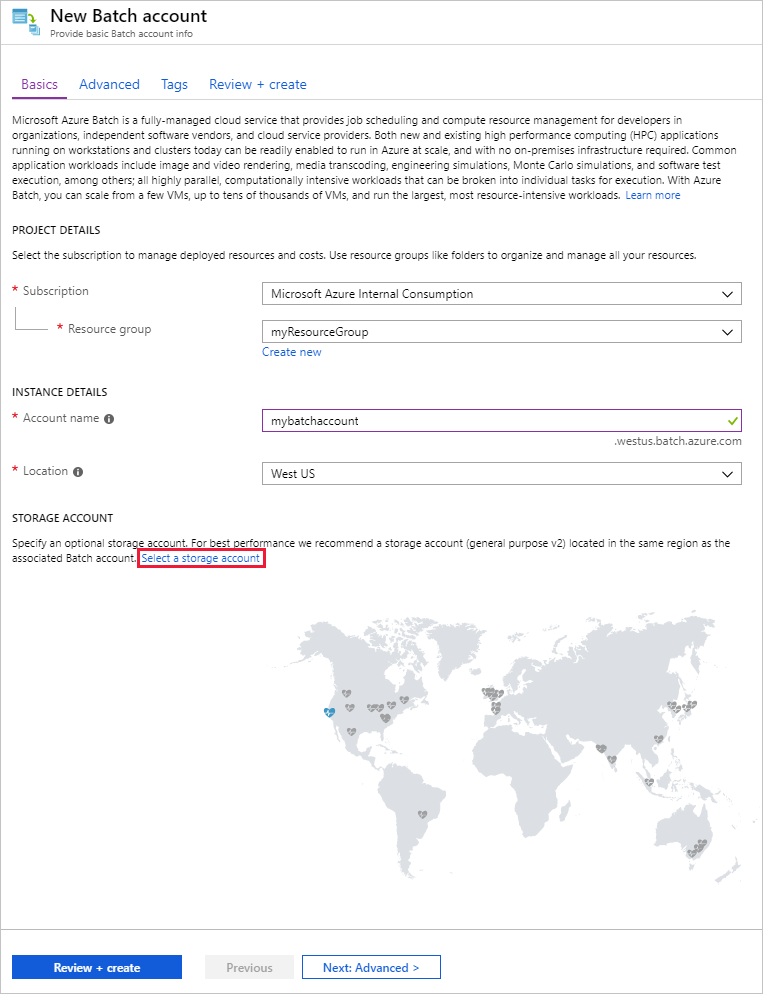 New Batch account
Provide basic Batch account info
Basics Advanced Tags Review + create
Microsoft Azure Batch is a fully-managed cloud service that provides job scheduling and compute resource management for developers in
organizations, independent software vendors, and cloud service providers. Both new and existing high performance computing (HPC) applications
running on workstations and clusters today can be readily enabled to run in Azure at scale, and with no on-premises infrastructure required. Common
application workloads include image and video rendering, media transcoding, engineering simulations, Monte Carlo simulations, and software test
execution, among others; all highly parallel, computationally intensive workloads that can be broken into individual tasks for execution. With Azure
Batch, you can scale from a few VMs, up to tens of thousands of VMs, and run the largest, most resource-intensive workloads. Learn more
PROJECT DETAILS
Select the subscription to manage deployed resources and costs. Use resource groups like folders to organize and manage all your resources.
* Subscription Microsoft Azure Internal Consumption
* Resource group myResourceGroup
Create new
INSTANCE DETAILS
* Account name mybatchaccount
.westus.batch.azure.com
* Location West US
STORAGE ACCOUNT
Specify an optional storage account. For best performance we recommend a storage account (general purpose v2) located in the same region as the
associated Batch account. Select a storage account
Review + create Previous Next: Advanced >